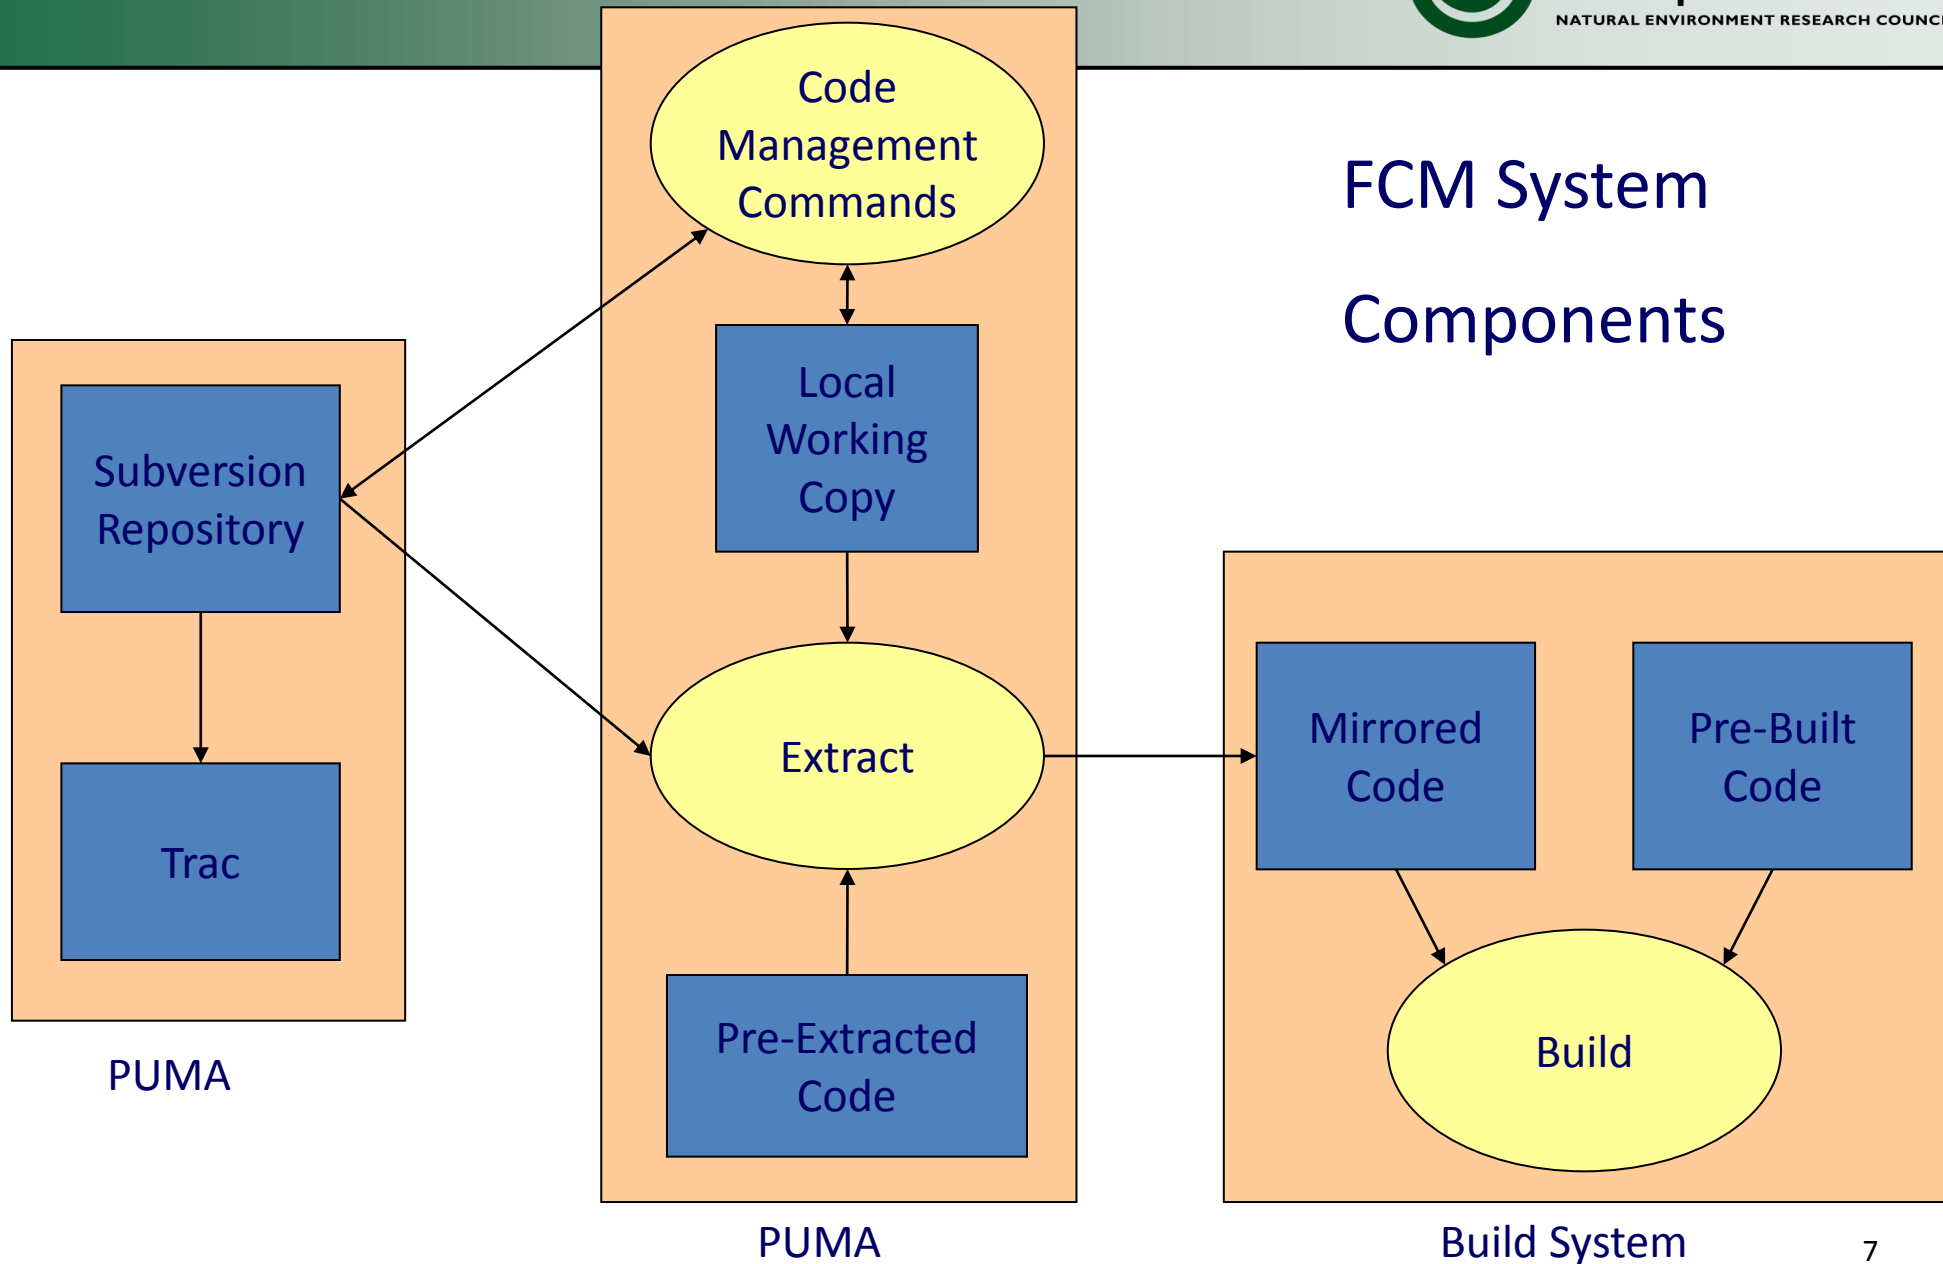 NATURAL ENVIRONMENT RESEARCH
Code
Management
Commands
FCM System
Components
Local
Working
Copy
Subversion
Repository
Mirrored
Code
Pre-Built
Code
Extract
Trac
Pre-Extracted
Code
Build
PUMA
PUMA
Build System
7